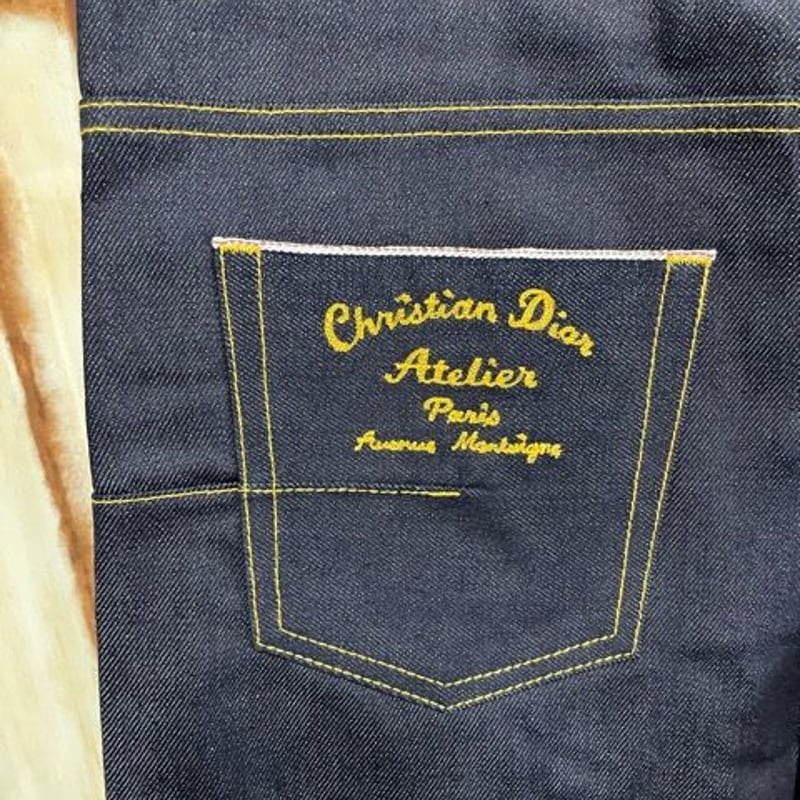 Christian Dior
Atelier
Paris
Avenue Montaigne